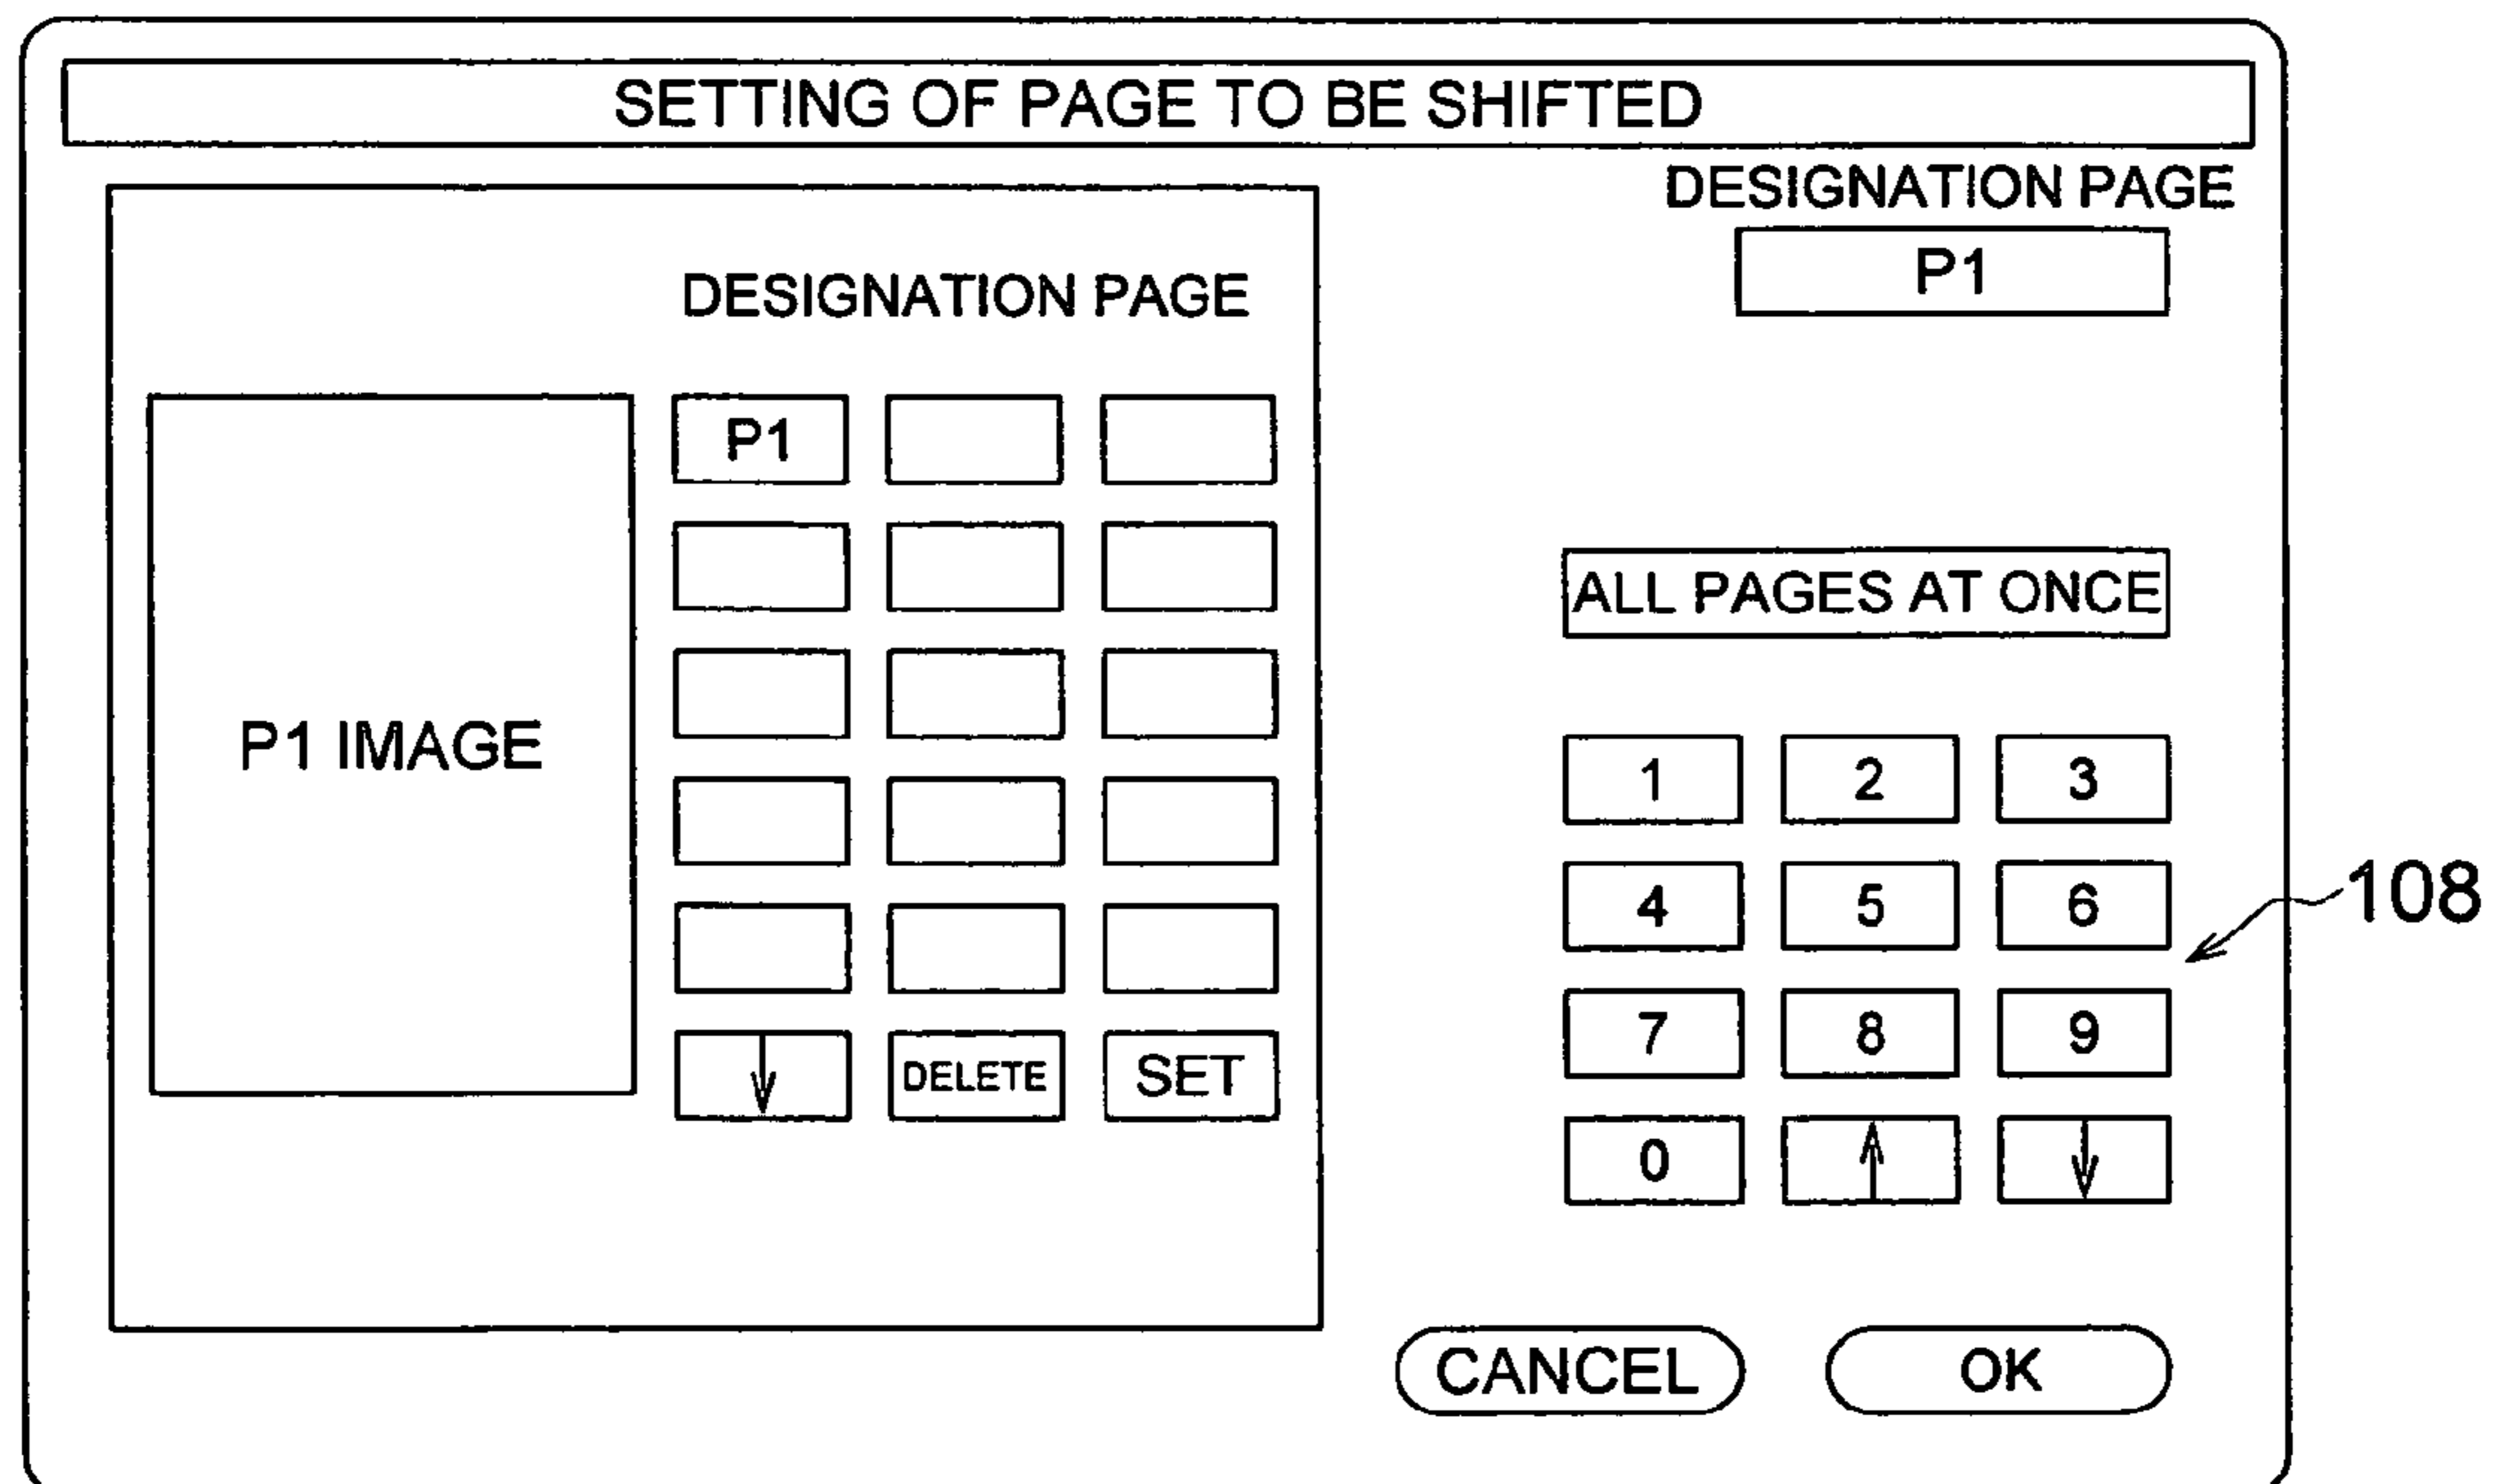 SETTING OF PAGE TO BE SHIFTED
DESIGNATION PAGE
P1
DESIGNATION PAGE
P1
P1 IMAGE
DELETE
SET
ALL PAGES AT ONCE
1 2 3
4 5 6
7 8 9
0 ↑ ↓
108
CANCEL
OK